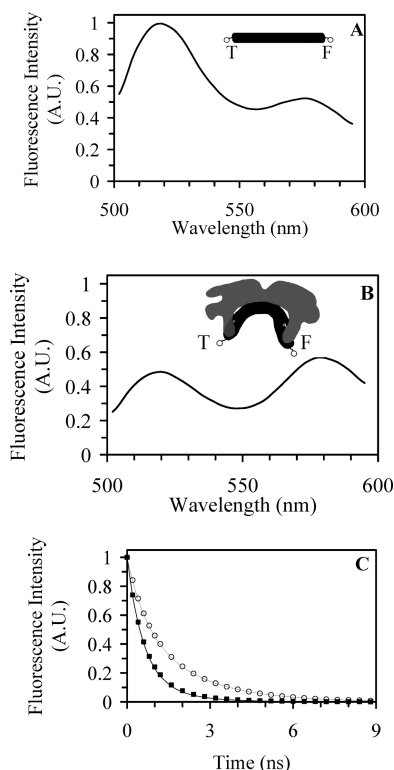 A
Fluorescence Intensity
(A.U.)
1
0.8
0.6
0.4
0.2
0
T F
500 550 600
Wavelength (nm)
B
Fluorescence Intensity
(A.U.)
1
0.8
0.6
0.4
0.2
0
T F
500 550 600
Wavelength (nm)
C
Fluorescence Intensity
(A.U.)
1
0.8
0.6
0.4
0.2
0
0 3 6 9
Time (ns)